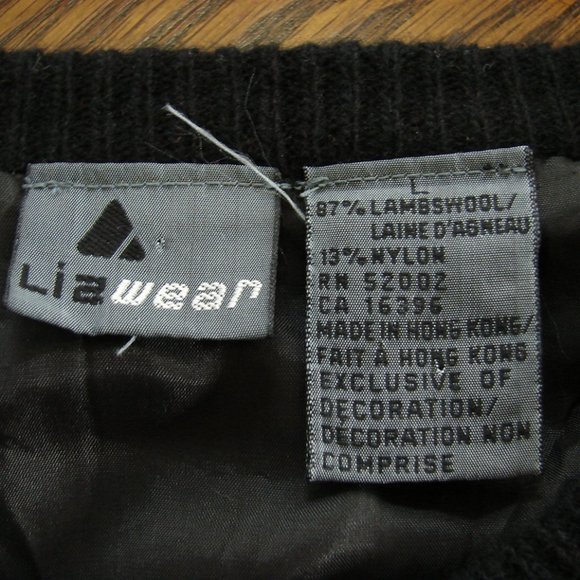 Lizwear
L
87% LAMBSWOOL/
LAINE D'AGNEAU
13% NYLON
RN 52002
CA 16396
MADE IN HONG KONG/
FAIT À HONG KONG
EXCLUSIVE OF
DECORATION/
DECORATION NON
COMPRISE